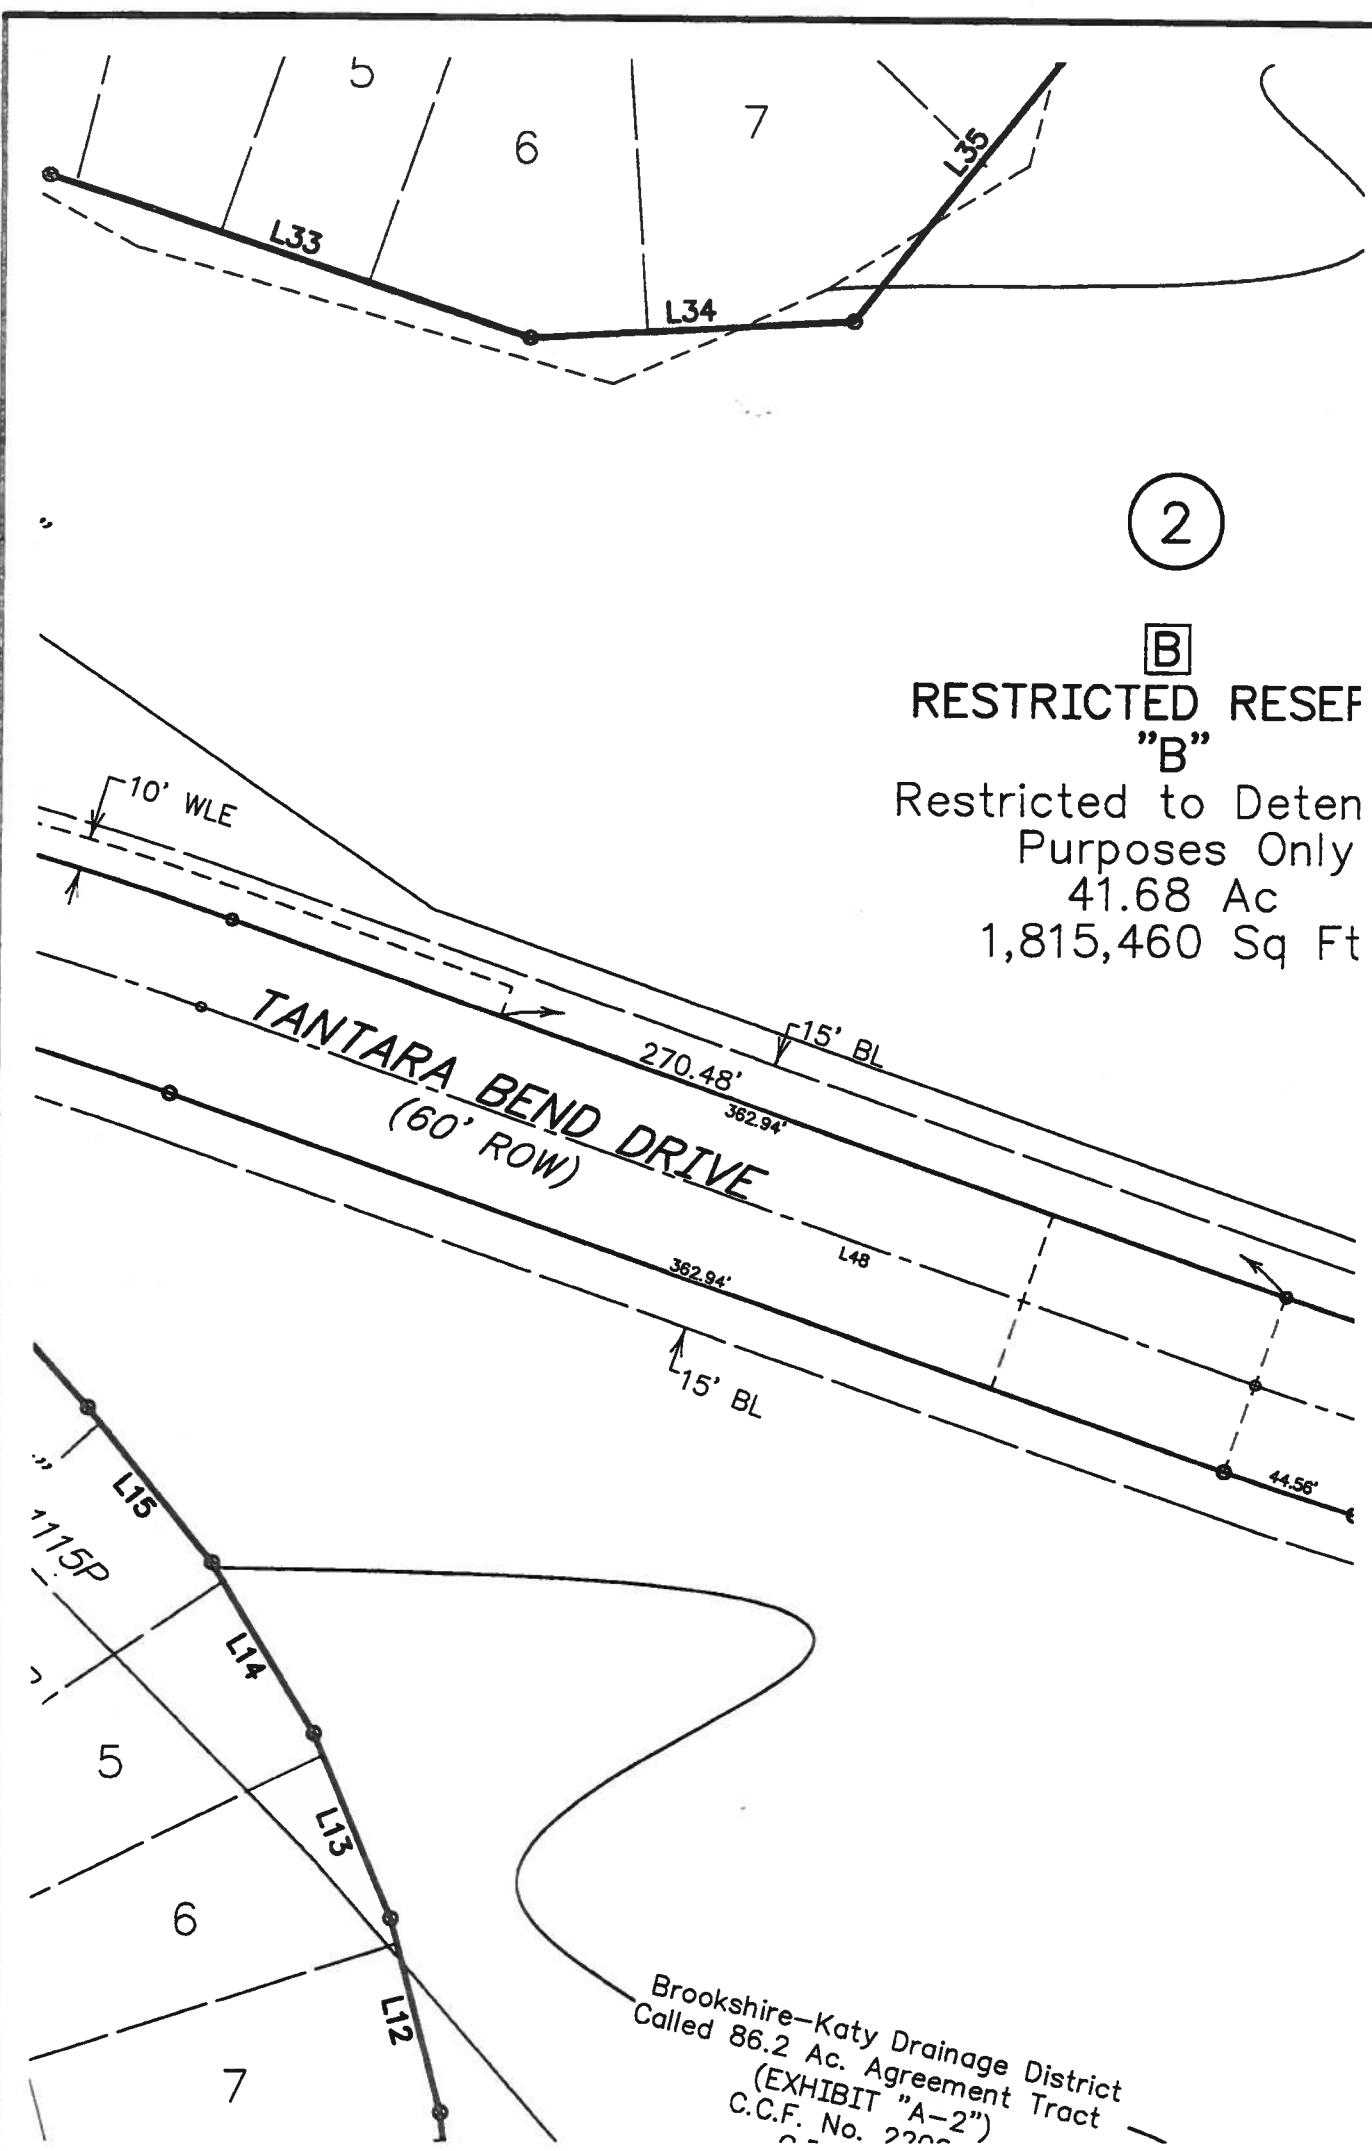 5
6
7
L35
L33
L34
2
B
RESTRICTED
"B"
Restricted to
Purposes Only
41.68 Ac
1,815,460 Sq Ft
10' WLE
15' BL
270.48'
362.94'
TANTARA BEND DRIVE
(60' ROW)
L48
362.94'
15' BL
44.56'
L15
L14
5
L13
6
L12
7
Brookshire-Katy Drainage District
Called 86.2 Ac. Agreement Tract
(EXHIBIT "A-2")
C.C.F. No.